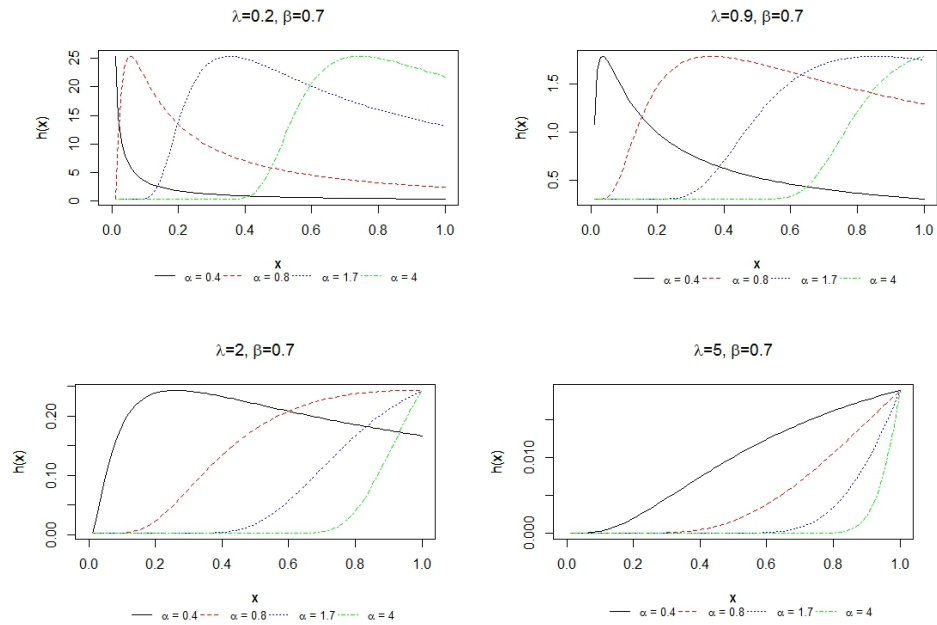 λ=0.2, β=0.7
h(x)
25
20
15
10
5
0
0.0 0.2 0.4 0.6 0.8 1.0
x
α = 0.4 α = 0.8 α = 1.7 α = 4
λ=0.9, β=0.7
h(x)
1.5
1.0
0.5
0.0 0.2 0.4 0.6 0.8 1.0
x
α = 0.4 α = 0.8 α = 1.7 α = 4
λ=2, β=0.7
h(x)
0.20
0.10
0.00
0.0 0.2 0.4 0.6 0.8 1.0
x
α = 0.4 α = 0.8 α = 1.7 α = 4
λ=5, β=0.7
h(x)
0.010
0.000
0.0 0.2 0.4 0.6 0.8 1.0
x
α = 0.4 α = 0.8 α = 1.7 α = 4